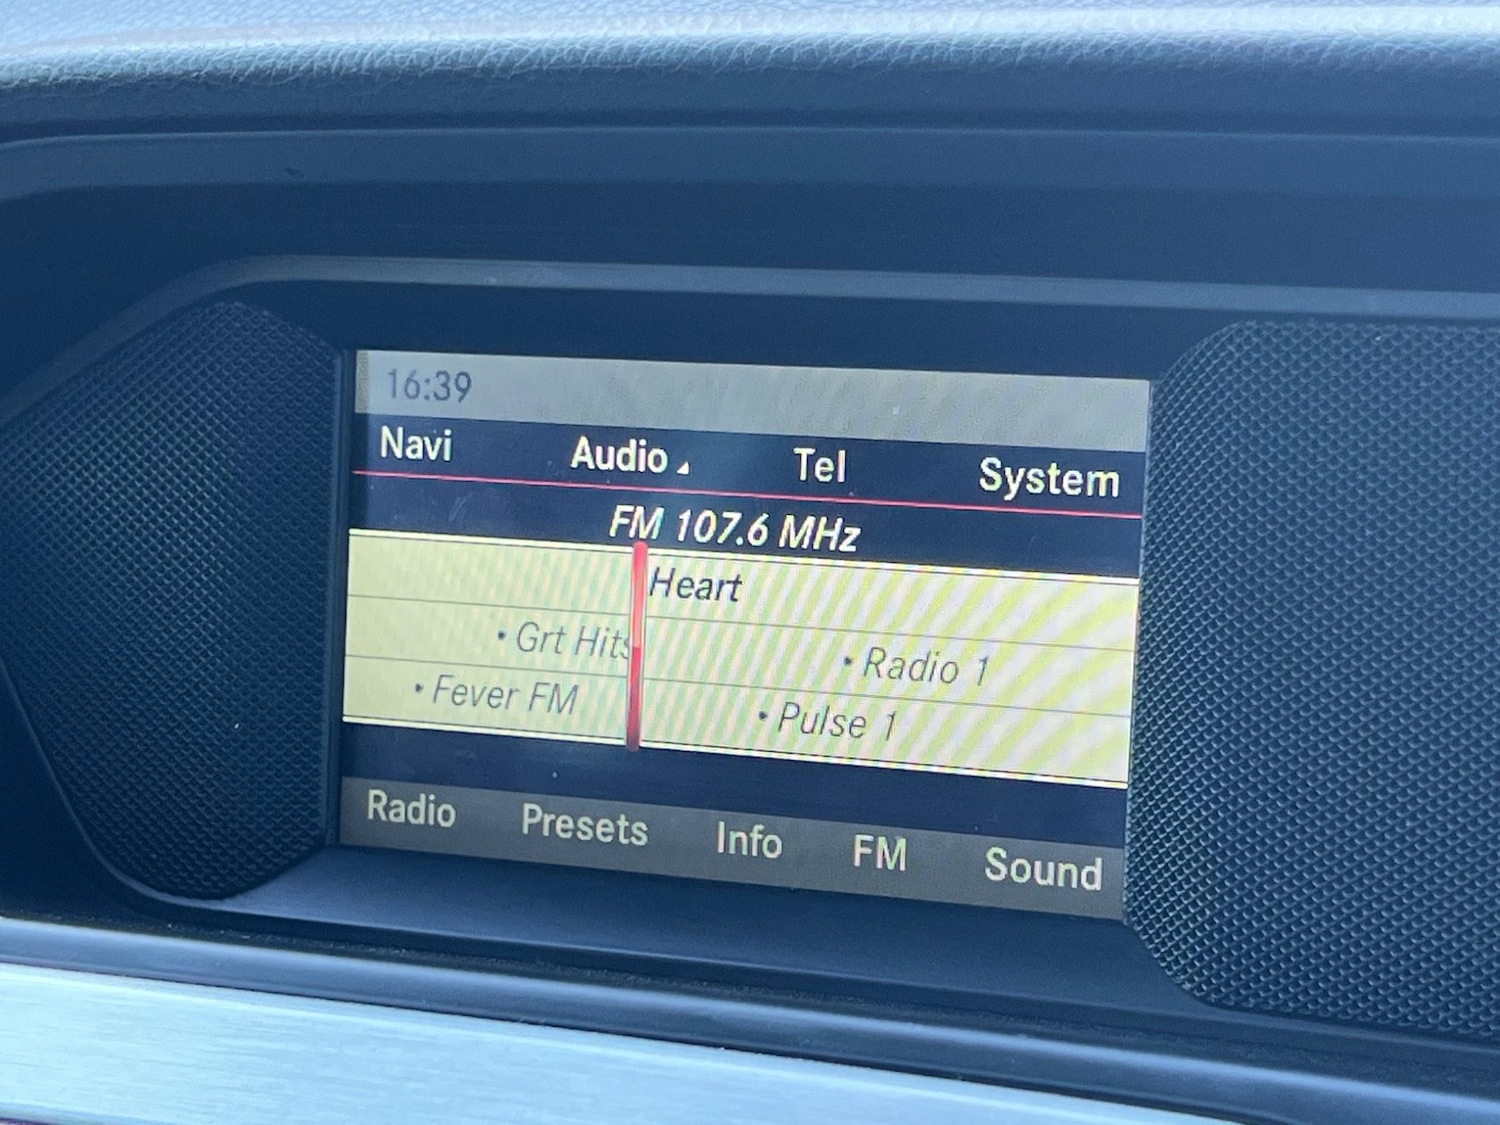 16:39
Navi Audio Tel System
FM 107.6 MHz
Heart
• Grt Hits • Radio 1
• Fever FM • Pulse 1
Radio Presets Info FM Sound